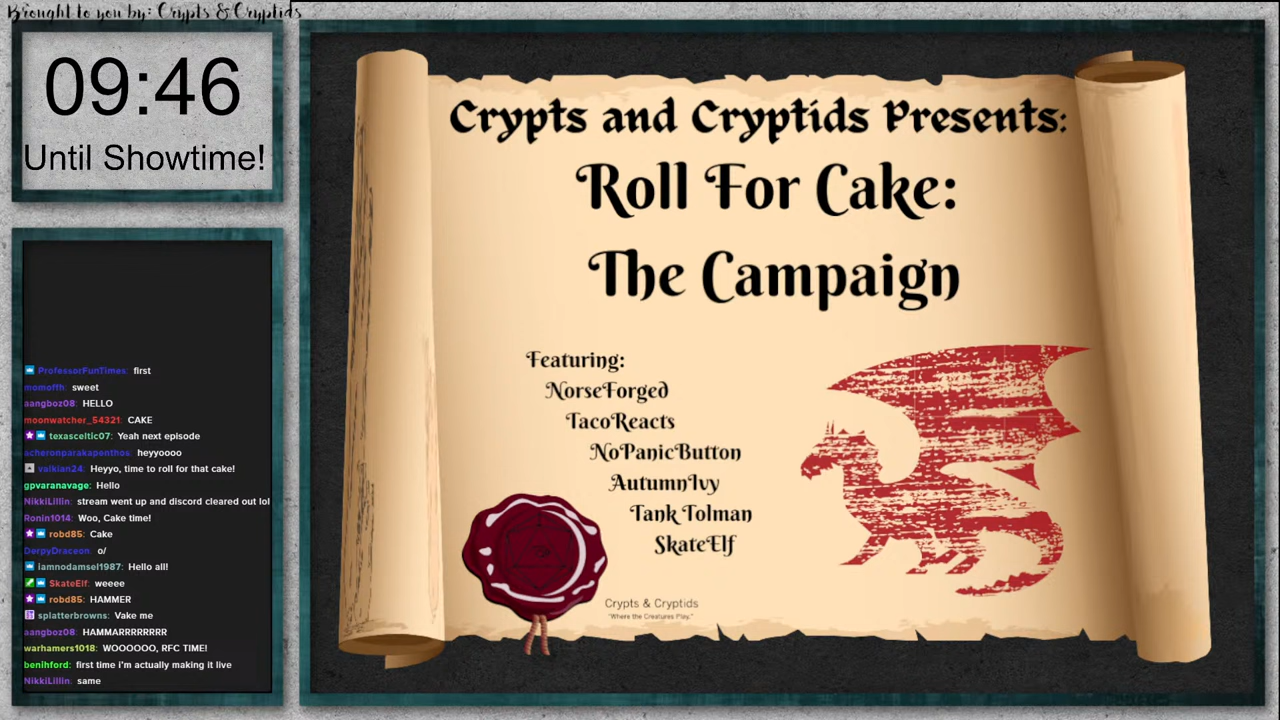 Brought to you by: Crypts & Cryptids
09:46
Until Showtime!
ProfessorFunTimes: first
momoffh: sweet
aangboz08: HELLO
moonwatcher_54321: CAKE
texasceltic07: Yeah next episode
acheronparakapenthos: heyyoooo
valkian24: Heyyo, time to roll for that cake!
gpvaranavage: Hello
NikkiLillin: stream went up and discord cleared out lol
Ronin1014: Woo, Cake time!
robd85: Cake
DerpyDraceon: o/
iamnodamsel1987: Hello all!
SkateElf: weeee
robd85: HAMMER
splatterbrowns: Vake me
aangboz08: HAMMARRRRRRRR
warhamers1018: WOOOOOO, RFC TIME!
benihford: first time i'm actually making it live
NikkiLillin: same
Crypts and Cryptids Presents:
Roll For Cake:
The Campaign
Featuring:
NorseForged
TacoReacts
NoPanicButton
AutumnIvy
Tank Tolman
SkateElf
Crypts & Cryptids
"Where the Creatures Play."